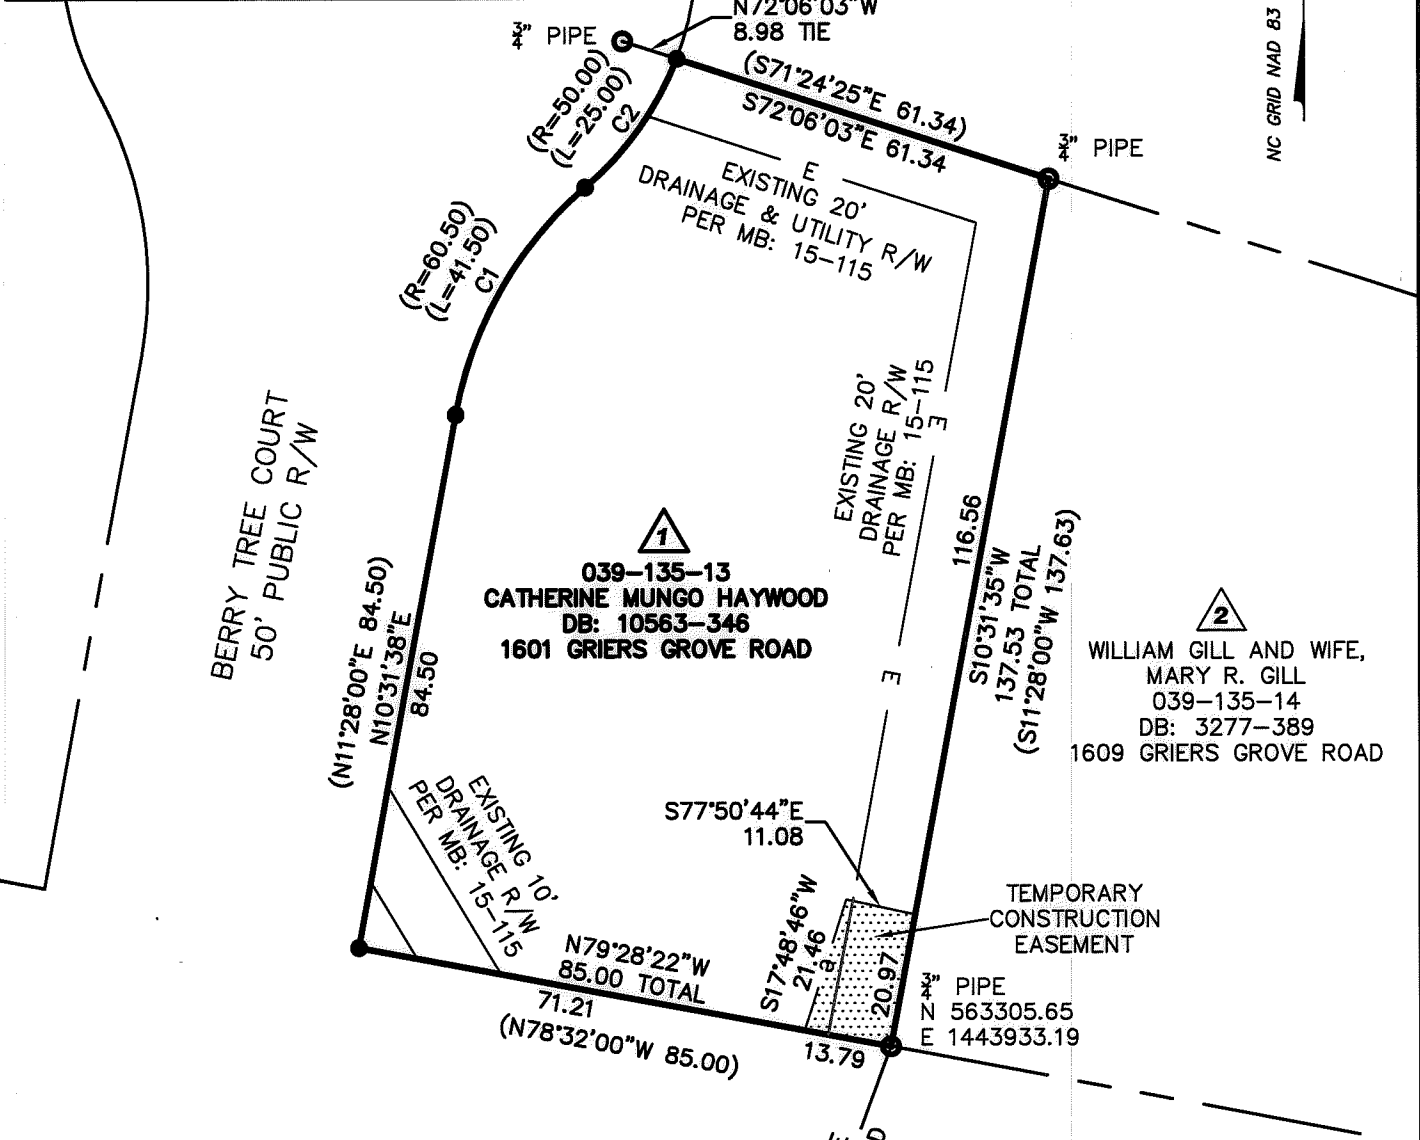 N72°06'03"W
8.98 TIE
3/4" PIPE
(S71°24'25"E 61.34)
S72°06'03"E 61.34
3/4" PIPE
NC GRID NAD 83
(R=50.00)
(L=25.00)
C2
E
EXISTING 20'
DRAINAGE & UTILITY R/W
PER MB: 15-115
(R=60.50)
(L=41.50)
C1
EXISTING 20'
DRAINAGE R/W
PER MB: 15-115
E
BERRY TREE COURT
50' PUBLIC R/W
1
039-135-13
CATHERINE MUNGO HAYWOOD
DB: 10563-346
1601 GRIERS GROVE ROAD
116.56
S10°31'35"W
137.53 TOTAL
(S11°28'00"W 137.63)
2
WILLIAM GILL AND WIFE,
MARY R. GILL
039-135-14
DB: 3277-389
1609 GRIERS GROVE ROAD
(N11°28'00"E 84.50)
N10°31'38"E
84.50
E
EXISTING 10'
DRAINAGE R/W
PER MB: 15-115
S77°50'44"E
11.08
TEMPORARY
CONSTRUCTION
EASEMENT
S17°48'46"W
21.46
e
20.97
3/4" PIPE
N 563305.65
E 1443933.19
N79°28'22"W
85.00 TOTAL
71.21
(N78°32'00"W 85.00)
13.79